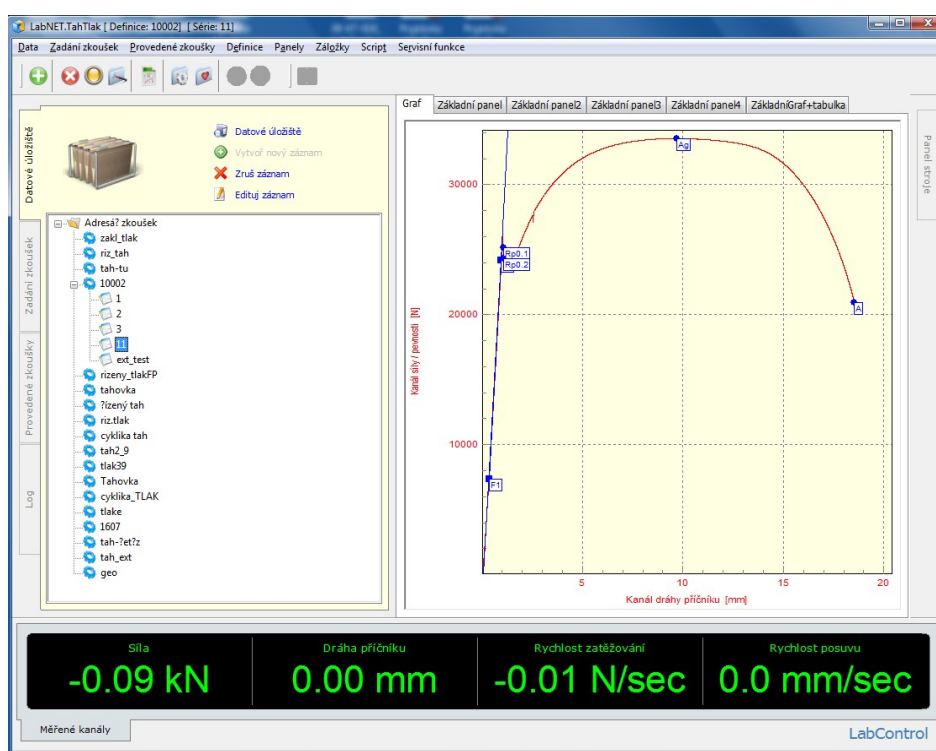 LabNET.TahTlak [ Definice: 10002] [ Série: 11]
Data Zadání zkoušek Provedené zkoušky Definice Panely Záložky Script Servisní funkce
Datové úložiště
Zadání zkoušek
Provedené zkoušky
Log
Datové úložiště
Vytvoř nový záznam
Zruš záznam
Edituj záznam
Adresá? zkoušek
zakl_tlak
riz_tah
tah-tu
10002
1
2
3
11
ext_test
rizeny_tlakFP
tahovka
?ízený tah
riz.tlak
cyklika tah
tah2_9
tlak39
Tahovka
cyklika_TLAK
tlake
1607
tah-?et?z
tah_ext
geo
Graf Základní panel Základní panel2 Základní panel3 Základní panel4 ZákladníGraf+tabulka
Kanál síly / pevnosti [N]
30000
20000
10000
Ag
Rp0.1
Rp0.2
A
F1
5 10 15 20
Kanál dráhy příčníku [mm]
Panel stroje
Síla Dráha příčníku Rychlost zatěžování Rychlost posuvu
-0.09 kN 0.00 mm -0.01 N/sec 0.0 mm/sec
Měřené kanály
LabControl